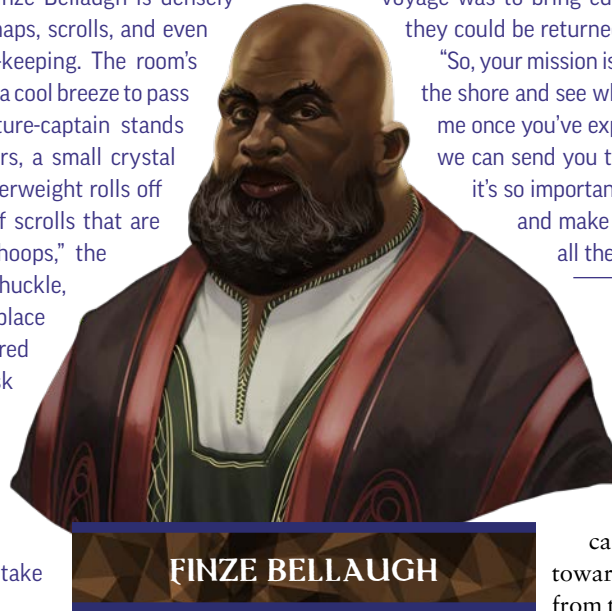 Finze Bellaugh is densely
maps, scrolls, and even
-keeping. The room's
a cool breeze to pass
ture-captain stands
rs, a small crystal
erweight rolls off
f scrolls that are
hoops," the
huckle,
place
red
sk
take
voyage was to bring
they could be returne
"So, your mission is
the shore and see wh
me once you've exp
we can send you t
it's so importan
and make
all the
ca
towar
from t
FINZE BELLAUGH